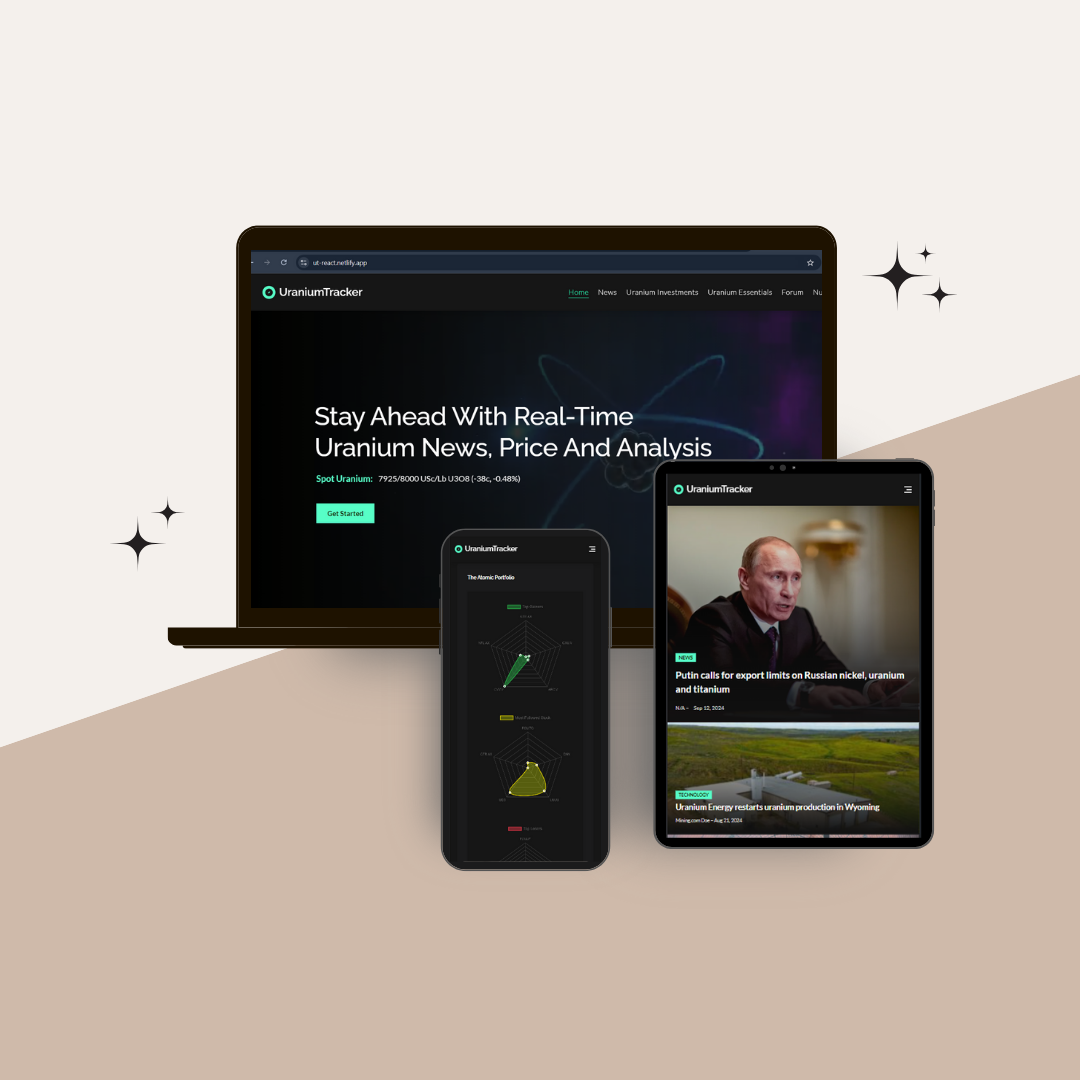 ut-react.netlify.app
UraniumTracker
Home News Uranium Investments Uranium Essentials Forum Nu
Stay Ahead With Real-Time
Uranium News, Price And Analysis
Spot Uranium: 7925/8000 USc/Lb U3O8 (-38c, -0.48%)
Get Started
UraniumTracker
The Atomic Portfolio
UraniumTracker
NEWS
Putin calls for export limits on Russian nickel, uranium
and titanium
N/A - Sep 12, 2024
TECHNOLOGY
Uranium Energy restarts uranium production in Wyoming
Mining.com Doe - Aug 21, 2024